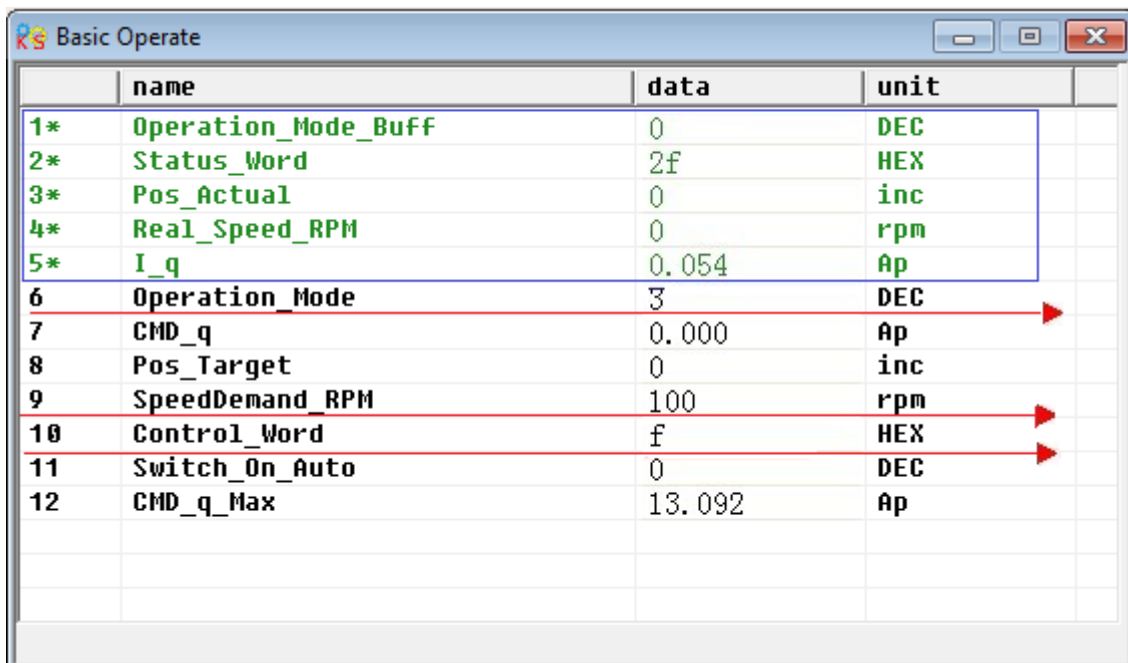 Basic Operate
name data unit
1* Operation_Mode_Buff 0 DEC
2* Status_Word 2f HEX
3* Pos_Actual 0 inc
4* Real_Speed_RPM 0 rpm
5* I_q 0.054 Ap
6 Operation_Mode 3 DEC
7 CMD_q 0.000 Ap
8 Pos_Target 0 inc
9 SpeedDemand_RPM 100 rpm
10 Control_Word f HEX
11 Switch_On_Auto 0 DEC
12 CMD_q_Max 13.092 Ap